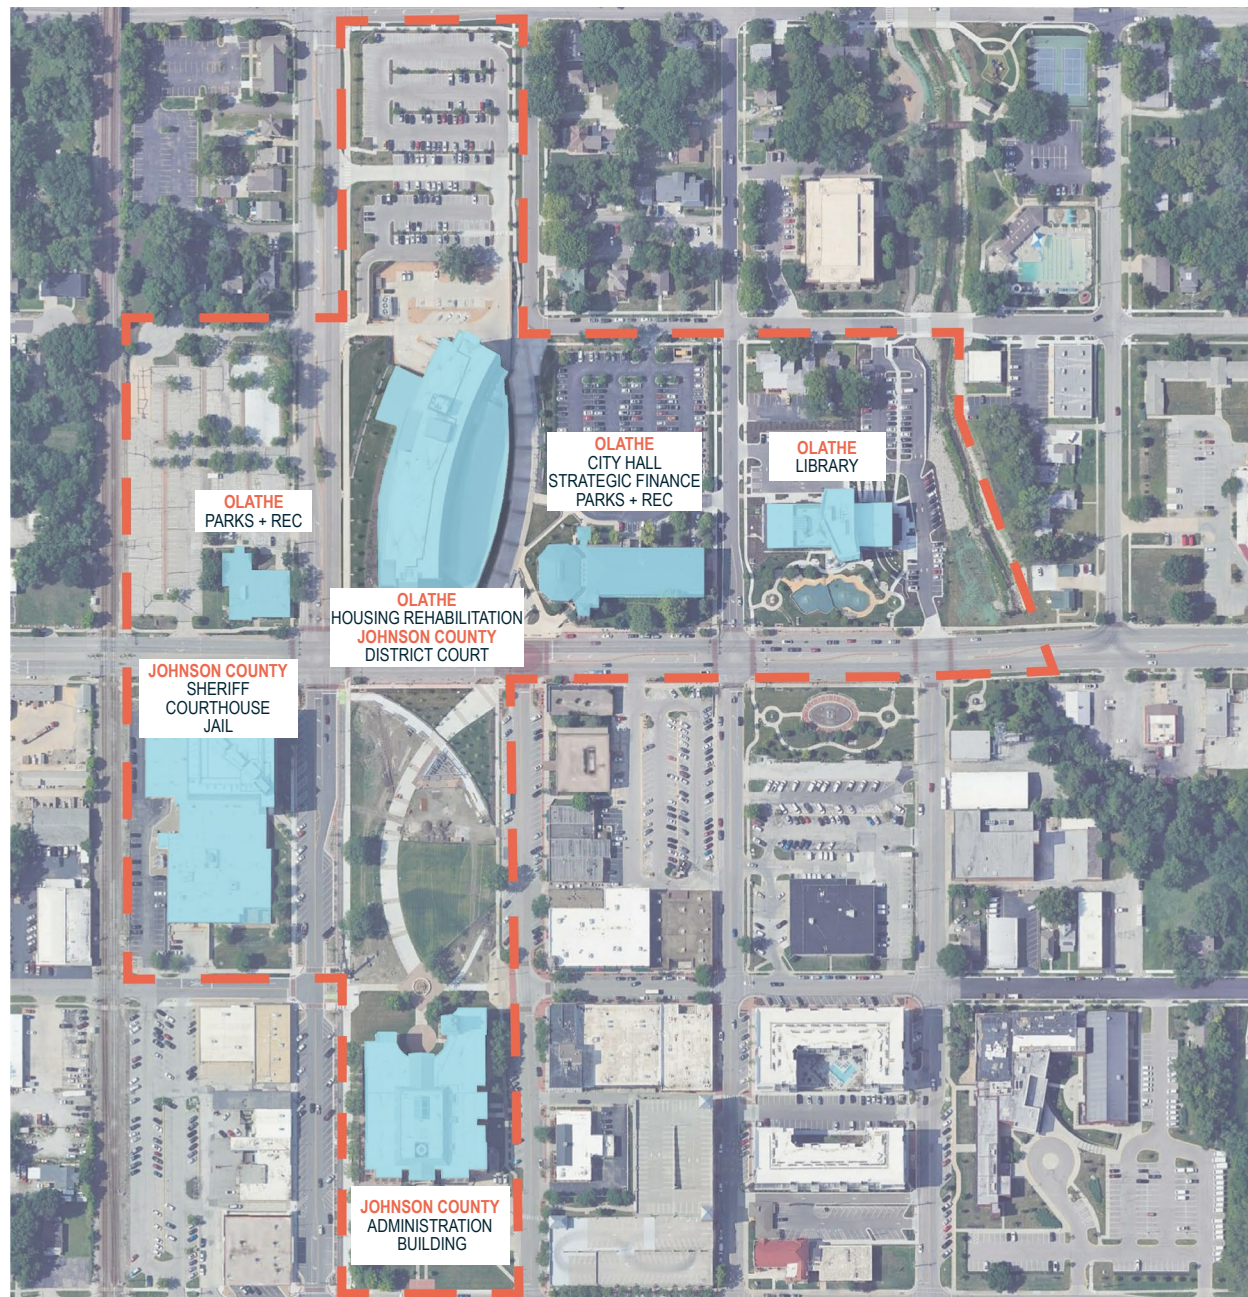 OLATHE
CITY HALL
STRATEGIC FINANCE
PARKS + REC
OLATHE
LIBRARY
OLATHE
PARKS + REC
OLATHE
HOUSING REHABILITATION
JOHNSON COUNTY
DISTRICT COURT
JOHNSON COUNTY
SHERIFF
COURTHOUSE
JAIL
JOHNSON COUNTY
ADMINISTRATION
BUILDING